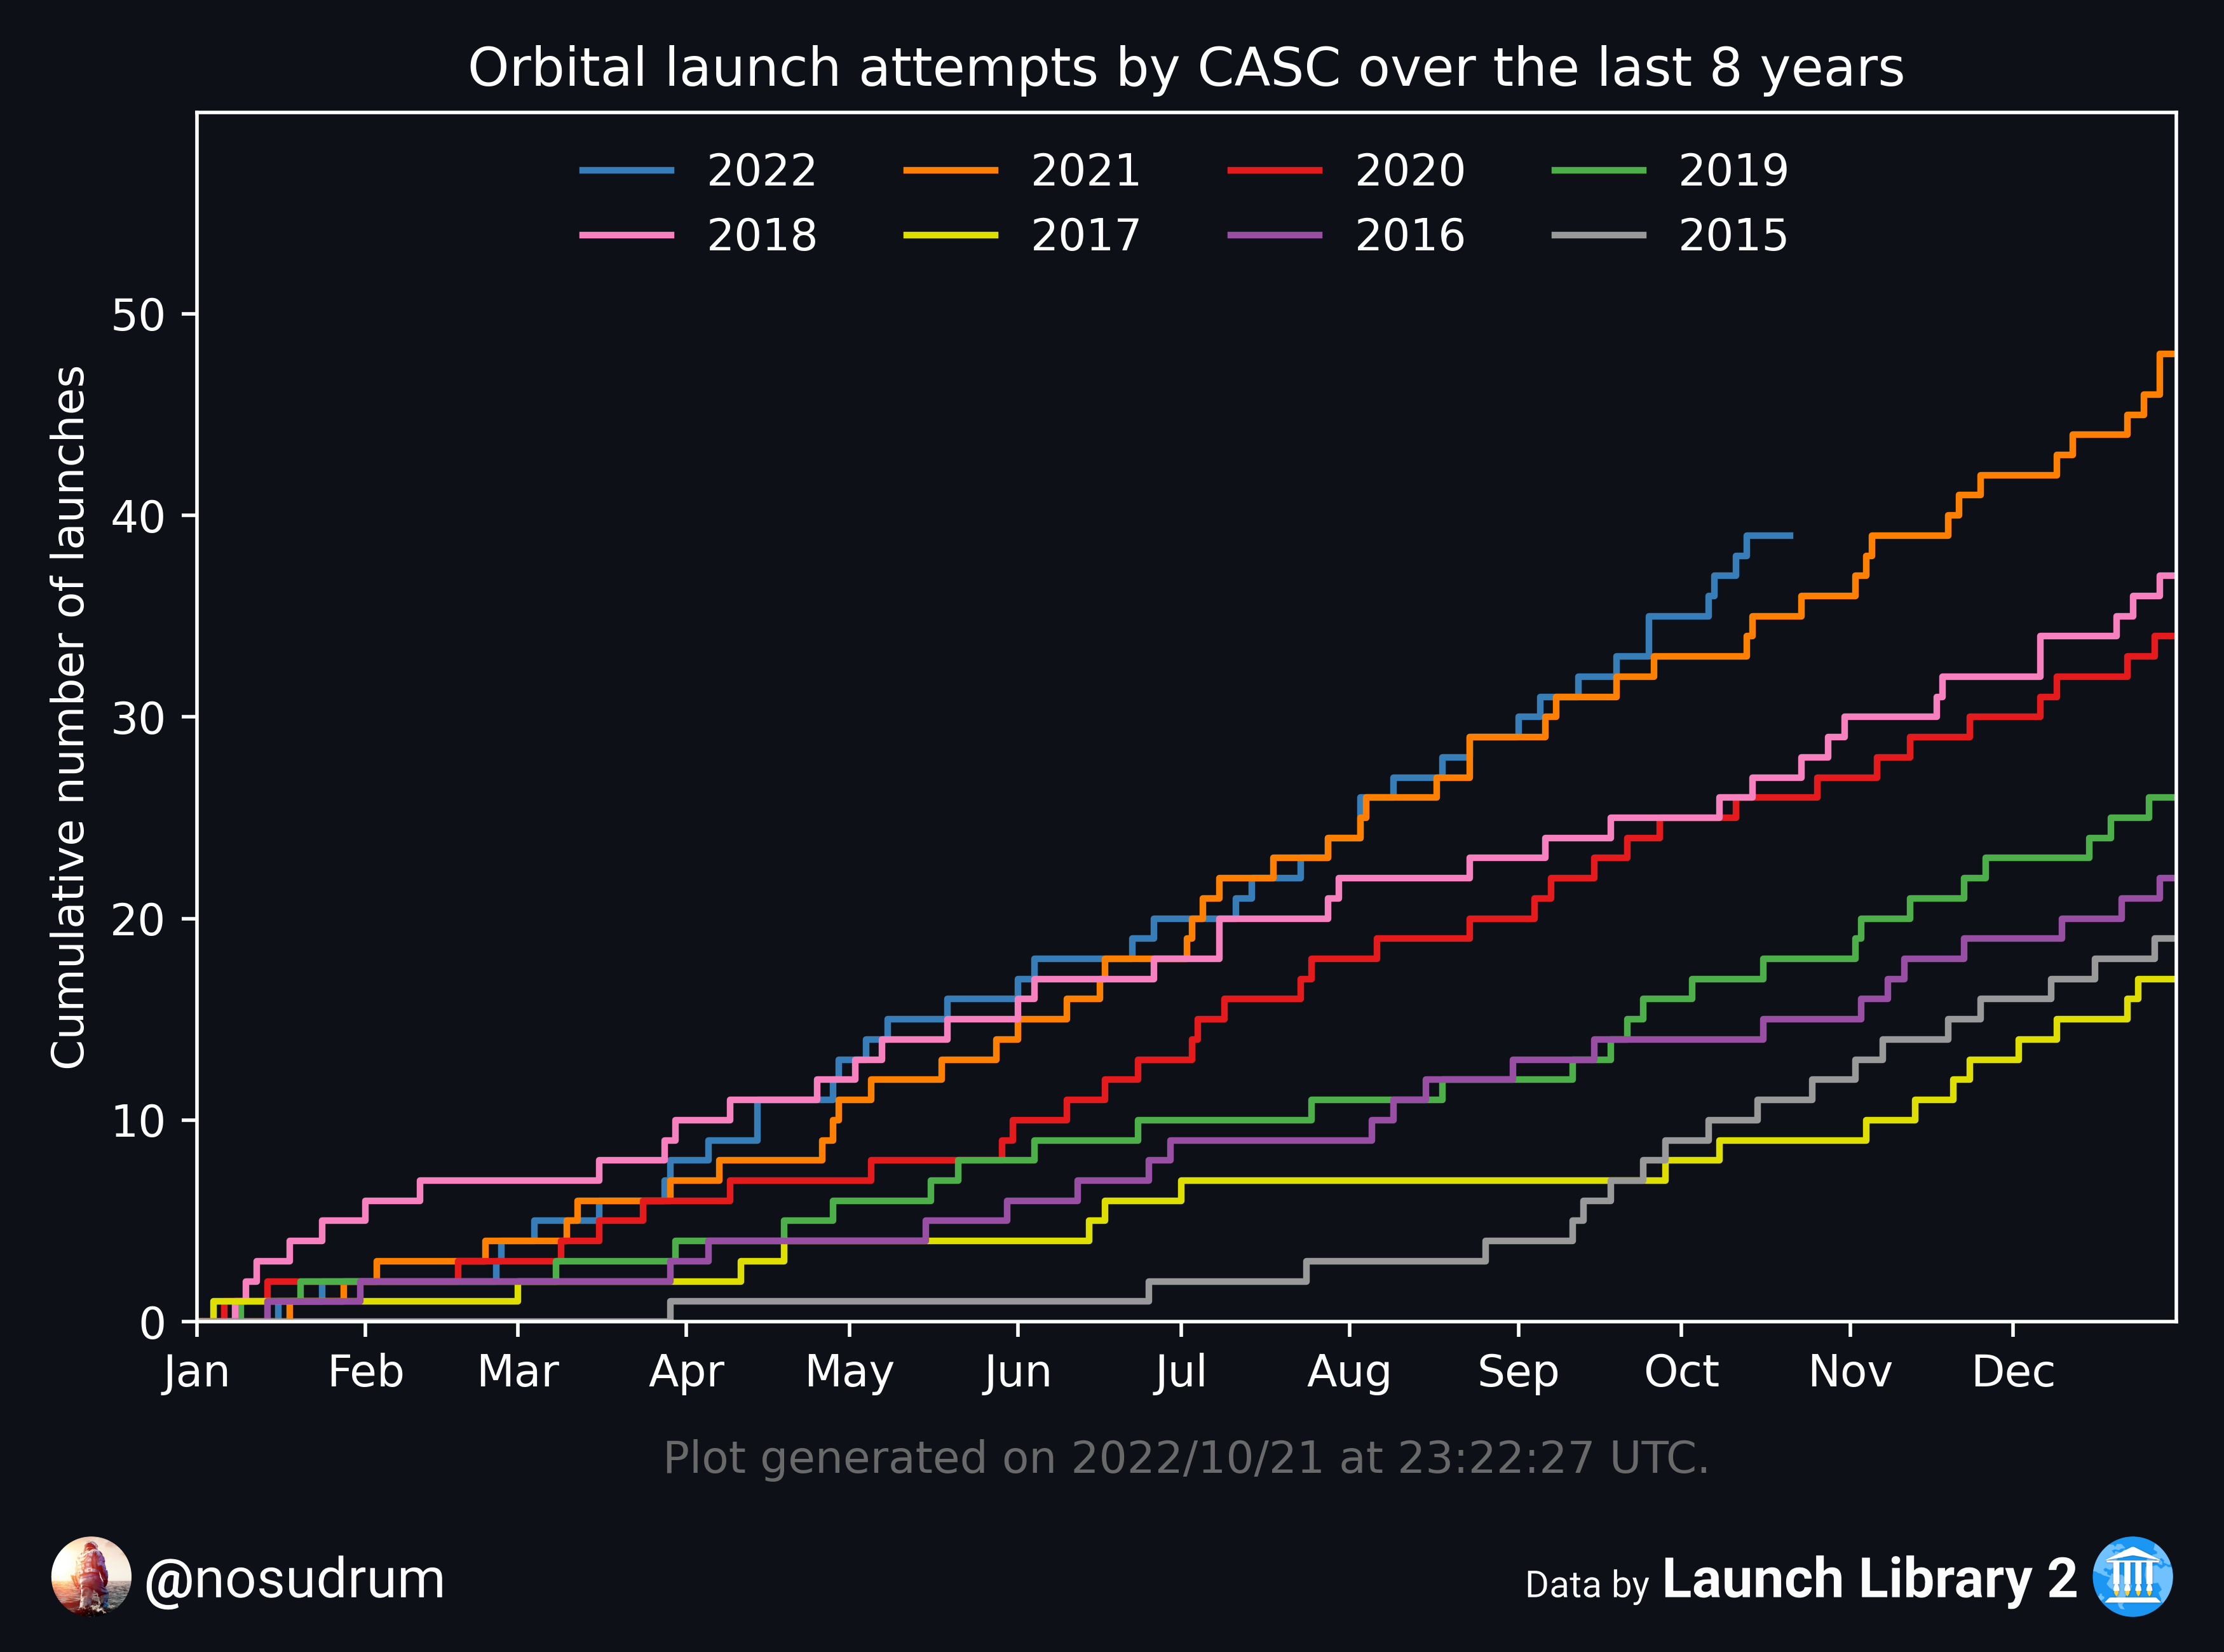 Orbital launch attempts by CASC over the last 8 years
2022 2021 2020 2019
2018 2017 2016 2015
Cumulative number of launches
50
40
30
20
10
0
Jan Feb Mar Apr May Jun Jul Aug Sep Oct Nov Dec
Plot generated on 2022/10/21 at 23:22:27 UTC.
@nosudrum
Data by Launch Library 2